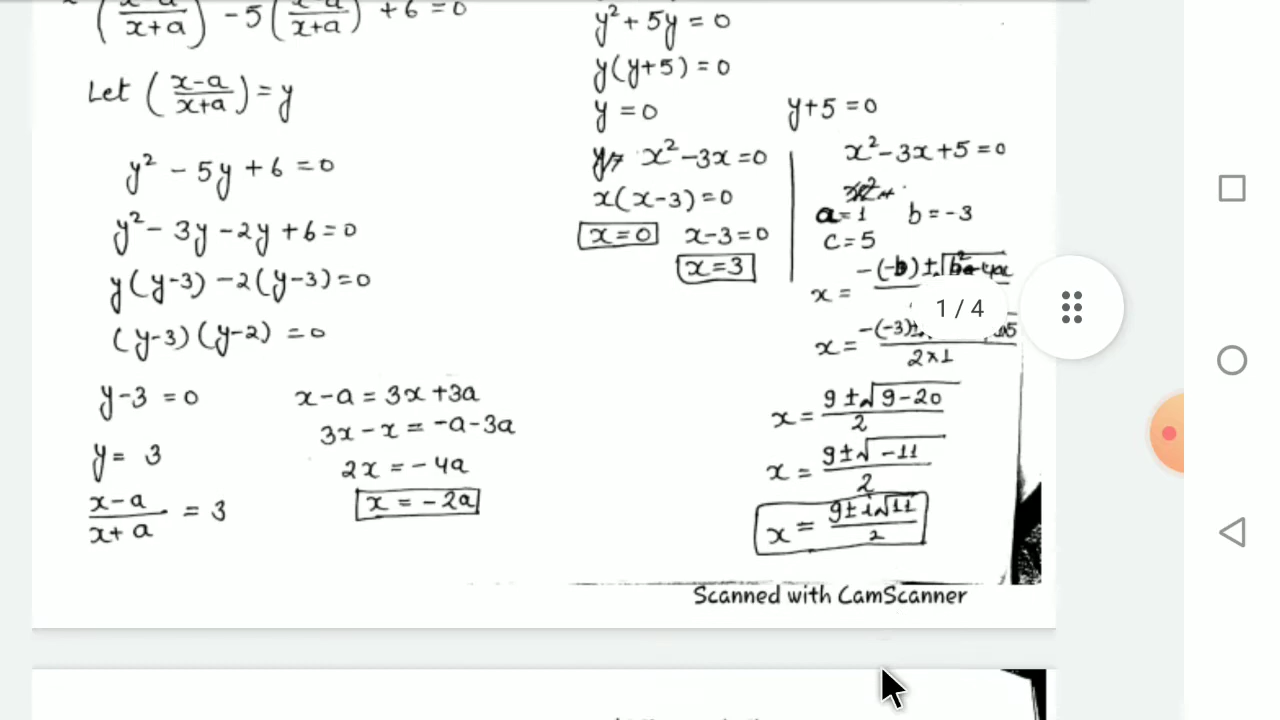 (x-a/x+a) -5(x-a/x+a) +6=0
Let (x-a/x+a)=y
y² - 5y+6=0
y² - 3y-2y+6=0
y(y-3) -2(y-3)=0
(y-3)(y-2) =0
y-3 =0
y= 3
x-a/x+a = 3
x-a = 3x+3a
3x-x = -a-3a
2x = -4a
x = -2a
y²+5y=0
y(y+5)=0
y=0
x²-3x=0
x(x-3)=0
x=0 x-3=0
x=3
y+5=0
x²-3x+5=0
a=1 b=-3
c=5
x=
x= -(-3)± 2×1
x= 9±√9-20/2
x= 9±√-11/2
x= 9±i√11/2
1/4
Scanned with CamScanner